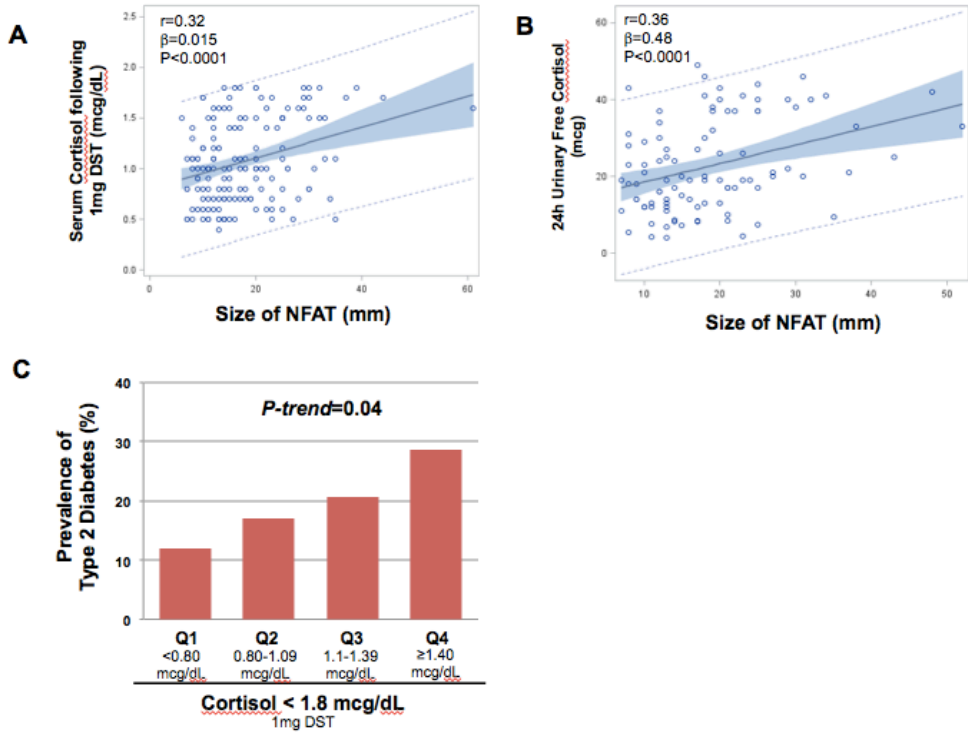 A
r=0.32
β=0.015
P<0.0001
Serum Cortisol following
1mg DST (mcg/dL)
2.5
2.0
1.5
1.0
0.5
0.0
0
20
40
60
Size of NFAT (mm)
B
r=0.36
β=0.48
P<0.0001
24h Urinary Free Cortisol
(mcg)
60
40
20
0
10
20
30
40
50
Size of NFAT (mm)
C
P-trend=0.04
Prevalence of
Type 2 Diabetes (%)
40
30
20
10
0
Q1 Q2 Q3 Q4
<0.80 0.80-1.09 1.1-1.39 ≥1.40
mcg/dL mcg/dL mcg/dL mcg/dL
Cortisol < 1.8 mcg/dL
1mg DST